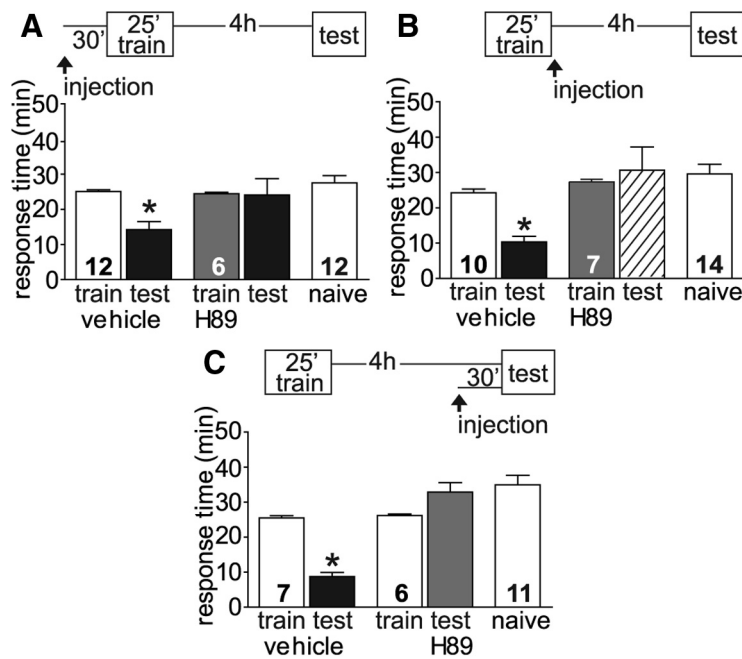 A
30'
25'
train
4h
test
injection
response time (min)
50
40
30
20
10
0
*
12
6
12
train test
train test
naive
vehicle
H89
B
25'
train
4h
test
injection
response time (min)
50
40
30
20
10
0
*
10
7
14
train test
train test
naive
vehicle
H89
C
25'
train
4h
30'
test
injection
response time (min)
50
40
30
20
10
0
*
7
6
11
train test
train test
naive
vehicle
H89